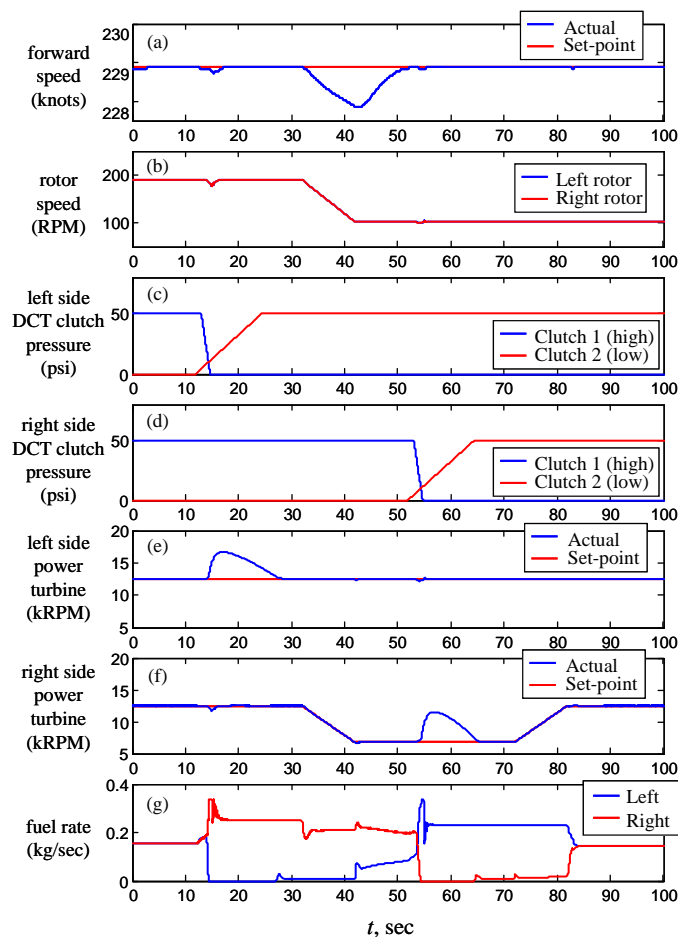 230
(a)
Actual
Set-point
forward
speed
(knots)
229
228
0 10 20 30 40 50 60 70 80 90 100
(b)
200
Left rotor
Right rotor
rotor
speed
(RPM)
100
0 10 20 30 40 50 60 70 80 90 100
(c)
left side
DCT clutch
pressure
(psi)
50
Clutch 1 (high)
Clutch 2 (low)
0
0 10 20 30 40 50 60 70 80 90 100
(d)
right side
DCT clutch
pressure
(psi)
50
Clutch 1 (high)
Clutch 2 (low)
0
0 10 20 30 40 50 60 70 80 90 100
20
(e)
Actual
Set-point
left side
power
turbine
(kRPM)
15
10
5
0 10 20 30 40 50 60 70 80 90 100
20
(f)
Actual
Set-point
right side
power
turbine
(kRPM)
15
10
5
0 10 20 30 40 50 60 70 80 90 100
0.4
(g)
Left
Right
fuel rate
(kg/sec)
0.2
0
0 10 20 30 40 50 60 70 80 90 100
t, sec